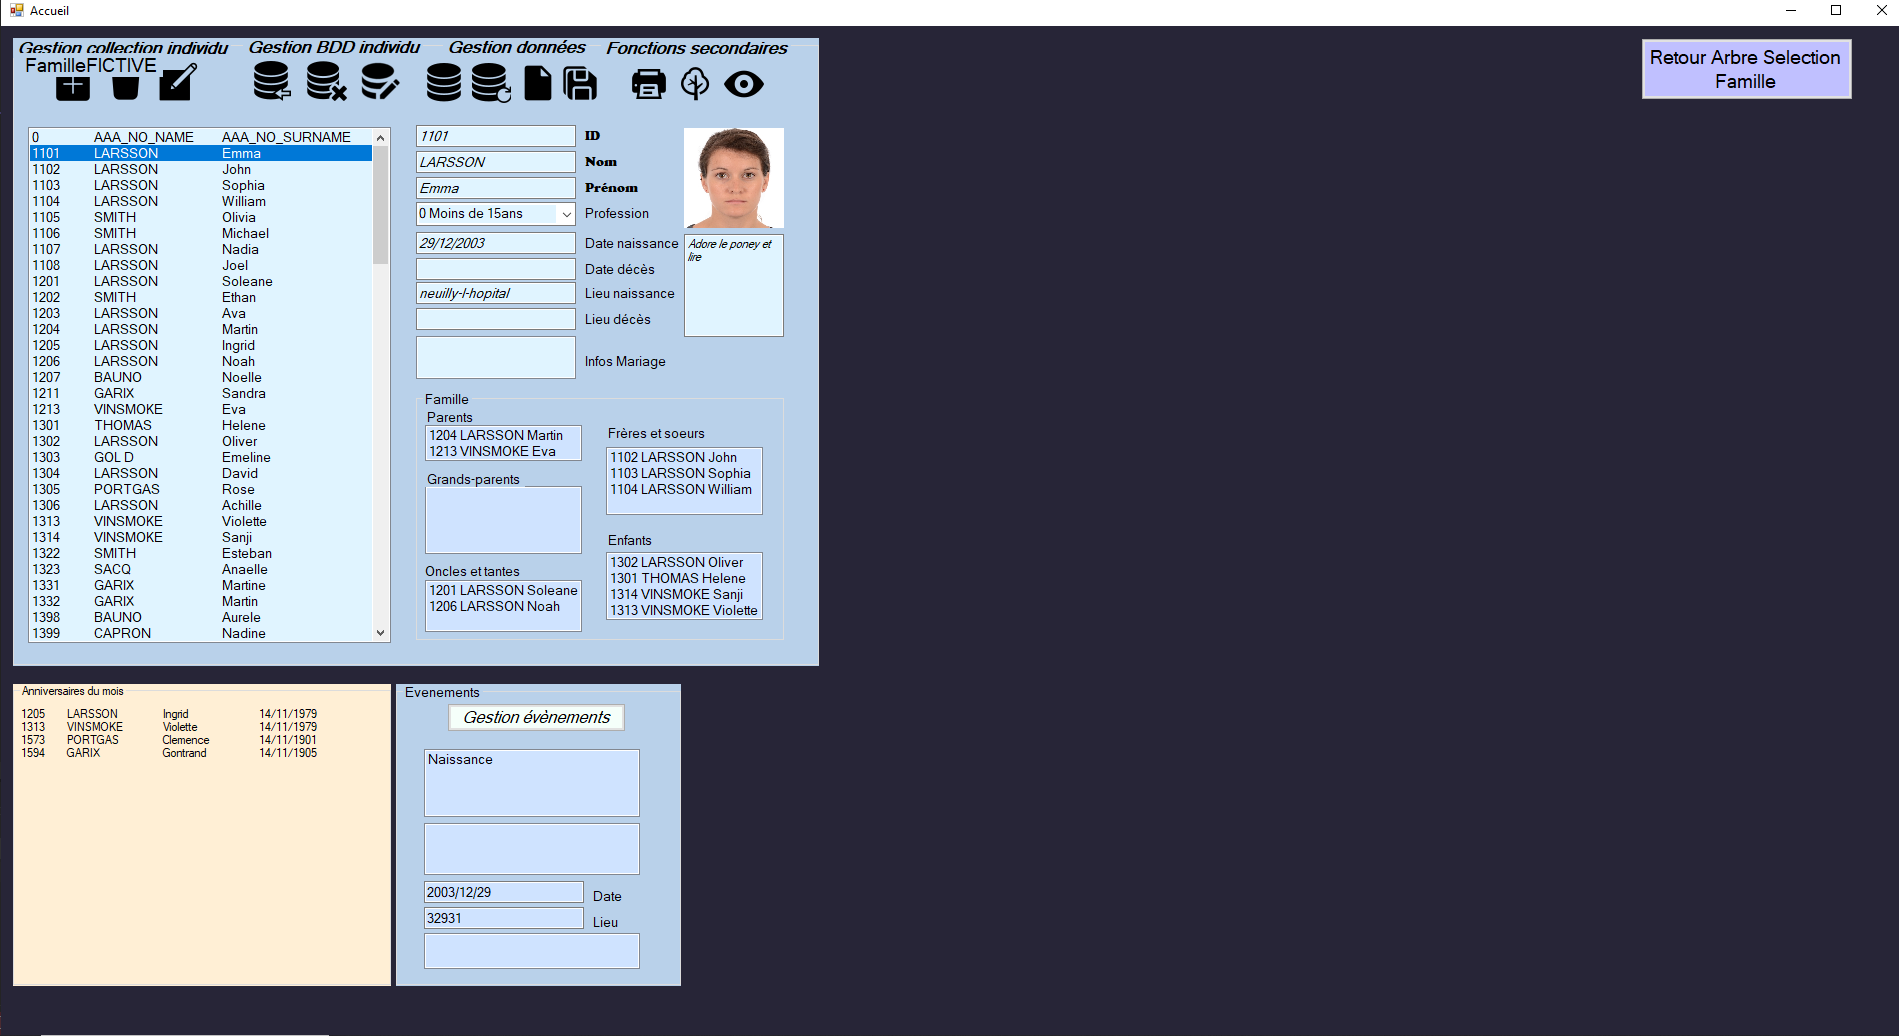 Accueil
Gestion collection individu
Gestion BDD individu
Gestion données
Fonctions secondaires
FamilleFICTIVE
Retour Arbre Selection
Famille
0 AAA_NO_NAME AAA_NO_SURNAME
1101 LARSSON Emma
1102 LARSSON John
1103 LARSSON Sophia
1104 LARSSON William
1105 SMITH Olivia
1106 SMITH Michael
1107 LARSSON Nadia
1108 LARSSON Joel
1201 LARSSON Soleane
1202 SMITH Ethan
1203 LARSSON Ava
1204 LARSSON Martin
1205 LARSSON Ingrid
1206 LARSSON Noah
1207 BAUNO Noelle
1211 GARIX Sandra
1213 VINSMOKE Eva
1301 THOMAS Helene
1302 LARSSON Oliver
1303 GOL D Emeline
1304 LARSSON David
1305 PORTGAS Rose
1306 LARSSON Achille
1313 VINSMOKE Violette
1314 VINSMOKE Sanji
1322 SMITH Esteban
1323 SACQ Anaelle
1331 GARIX Martine
1332 GARIX Martin
1398 BAUNO Aurele
1399 CAPRON Nadine
1101 ID
LARSSON Nom
Emma Prénom
0 Moins de 15ans Profession
29/12/2003 Date naissance
Date décès
neuilly-l-hopital Lieu naissance
Lieu décès
Infos Mariage
Adore le poney et
lire
Famille
Parents
1204 LARSSON Martin
1213 VINSMOKE Eva
Grands-parents
Oncles et tantes
1201 LARSSON Soleane
1206 LARSSON Noah
Frères et soeurs
1102 LARSSON John
1103 LARSSON Sophia
1104 LARSSON William
Enfants
1302 LARSSON Oliver
1301 THOMAS Helene
1314 VINSMOKE Sanji
1313 VINSMOKE Violette
Anniversaires du mois
1205 LARSSON Ingrid 14/11/1979
1313 VINSMOKE Violette 14/11/1979
1573 PORTGAS Clemence 14/11/1901
1594 GARIX Gontrand 14/11/1905
Evenements
Gestion évènements
Naissance
2003/12/29 Date
32931 Lieu